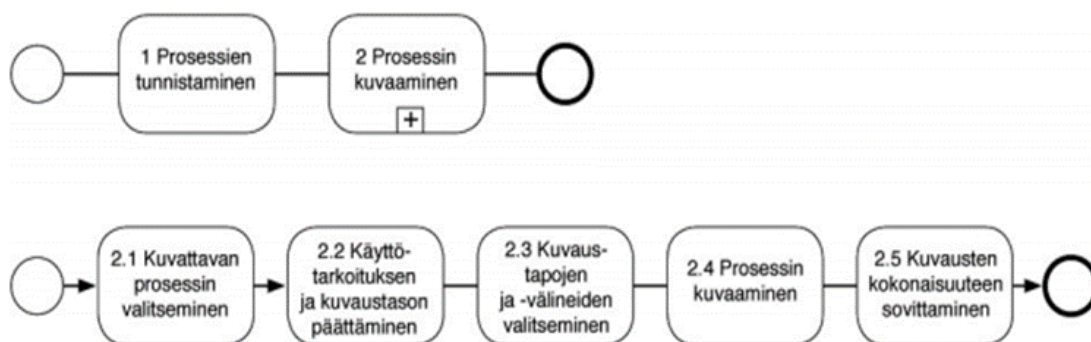 1 Prosessien
tunnistaminen
2 Prosessin
kuvaaminen
+
2.1 Kuvattavan
prosessin
valitseminen
2.2 Käyttö-
tarkoituksen
ja kuvaustason
päättäminen
2.3 Kuvaus-
tapojen
ja -välineiden
valitseminen
2.4 Prosessin
kuvaaminen
2.5 Kuvausten
kokonaisuuteen
sovittaminen